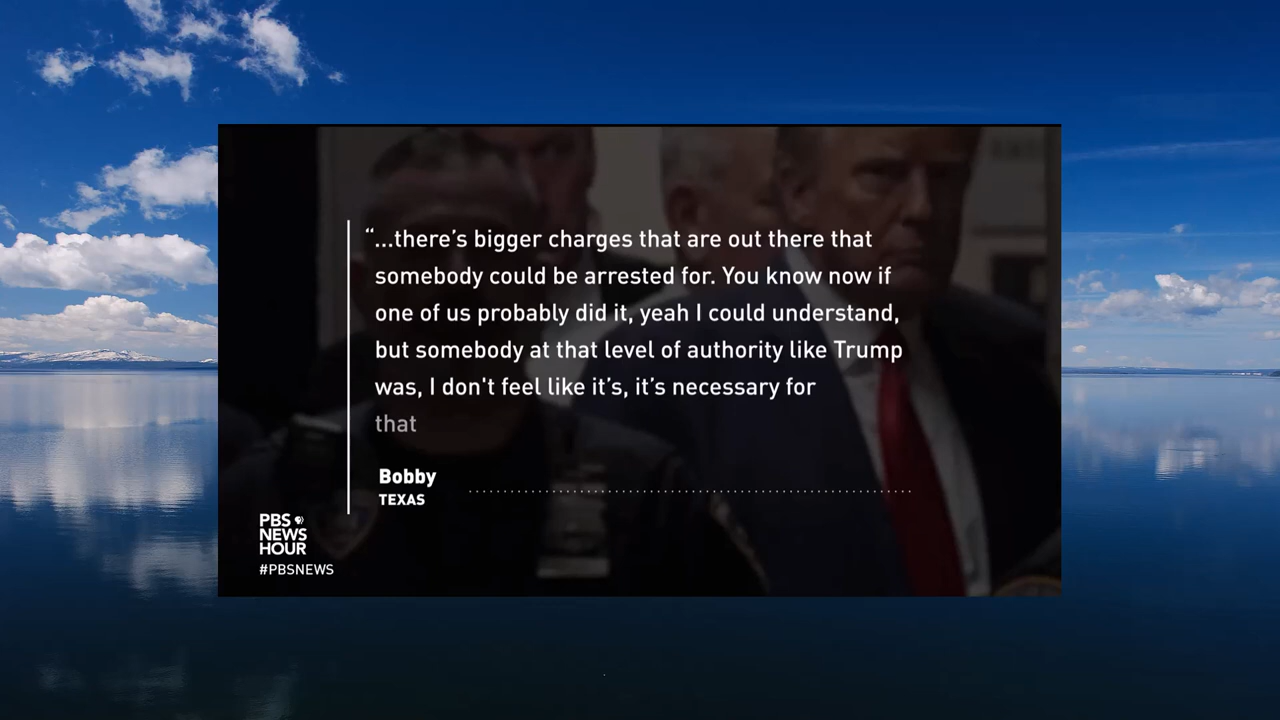 “...there’s bigger charges that are out there that
somebody could be arrested for. You know now if
one of us probably did it, yeah I could understand,
but somebody at that level of authority like Trump
was, I don't feel like it’s, it’s necessary for
that
Bobby
TEXAS
PBS
NEWS
HOUR
#PBSNEWS